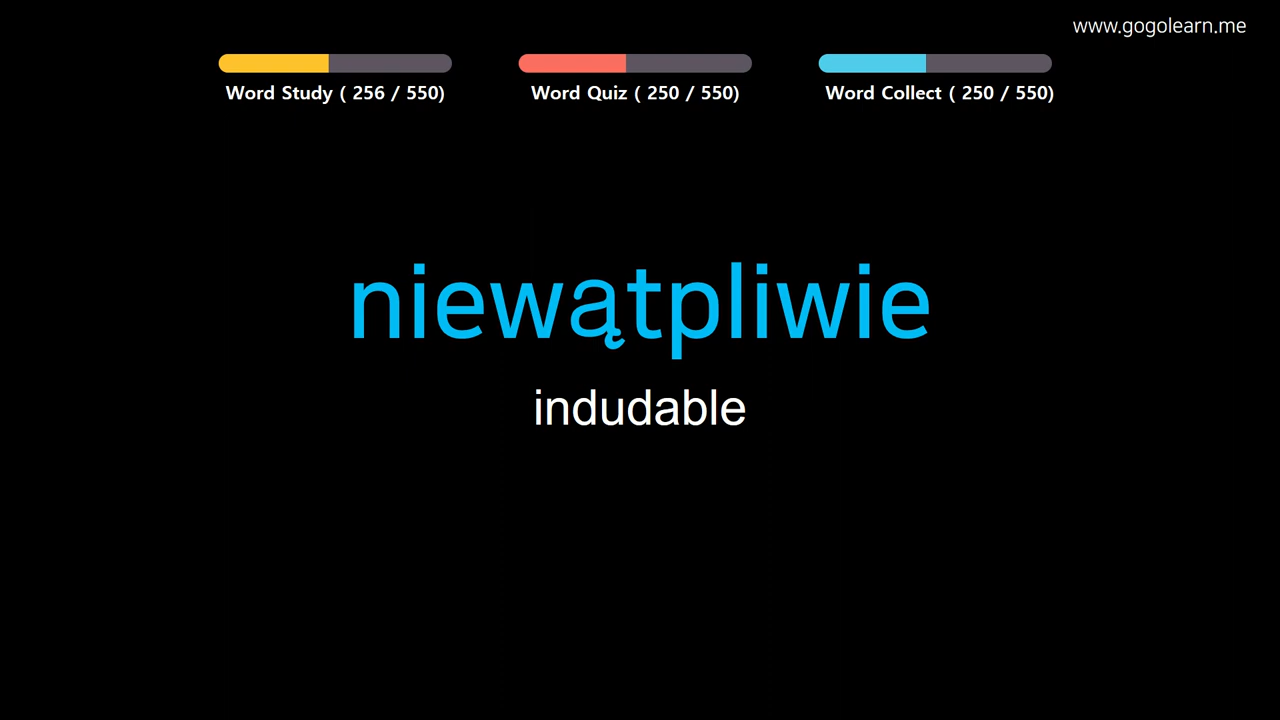 www.gogolearn.me
Word Study ( 256 / 550)
Word Quiz ( 250 / 550)
Word Collect ( 250 / 550)
niewątpliwie
indudable